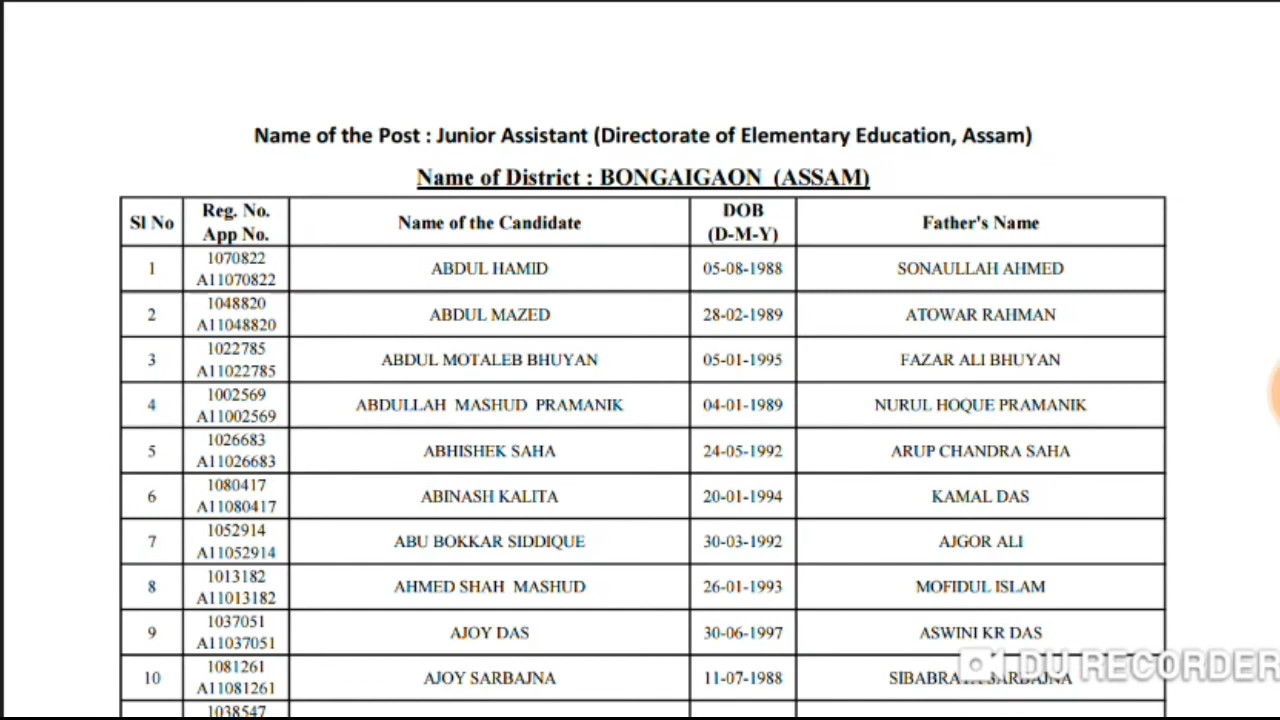 Name of the Post : Junior Assistant (Directorate of Elementary Education, Assam)
Name of District : BONGAIGAON (ASSAM)
Sl No Reg. No. App No. Name of the Candidate DOB (D-M-Y) Father's Name
1 1070822 A11070822 ABDUL HAMID 05-08-1988 SONAULLAH AHMED
2 1048820 A11048820 ABDUL MAZED 28-02-1989 ATOWAR RAHMAN
3 1022785 A11022785 ABDUL MOTALEB BHUYAN 05-01-1995 FAZAR ALI BHUYAN
4 1002569 A11002569 ABDULLAH MASHUD PRAMANIK 04-01-1989 NURUL HOQUE PRAMANIK
5 1026683 A11026683 ABHISHEK SAHA 24-05-1992 ARUP CHANDRA SAHA
6 1080417 A11080417 ABINASH KALITA 20-01-1994 KAMAL DAS
7 1052914 A11052914 ABU BOKKAR SIDDIQUE 30-03-1992 AJGOR ALI
8 1013182 A11013182 AHMED SHAH MASHUD 26-01-1993 MOFIDUL ISLAM
9 1037051 A11037051 AJOY DAS 30-06-1997 ASWINI KR DAS
10 1081261 A11081261 AJOY SARBAJNA 11-07-1988 SIBABRATA SARBAJNA
1038547
DU RECORDER